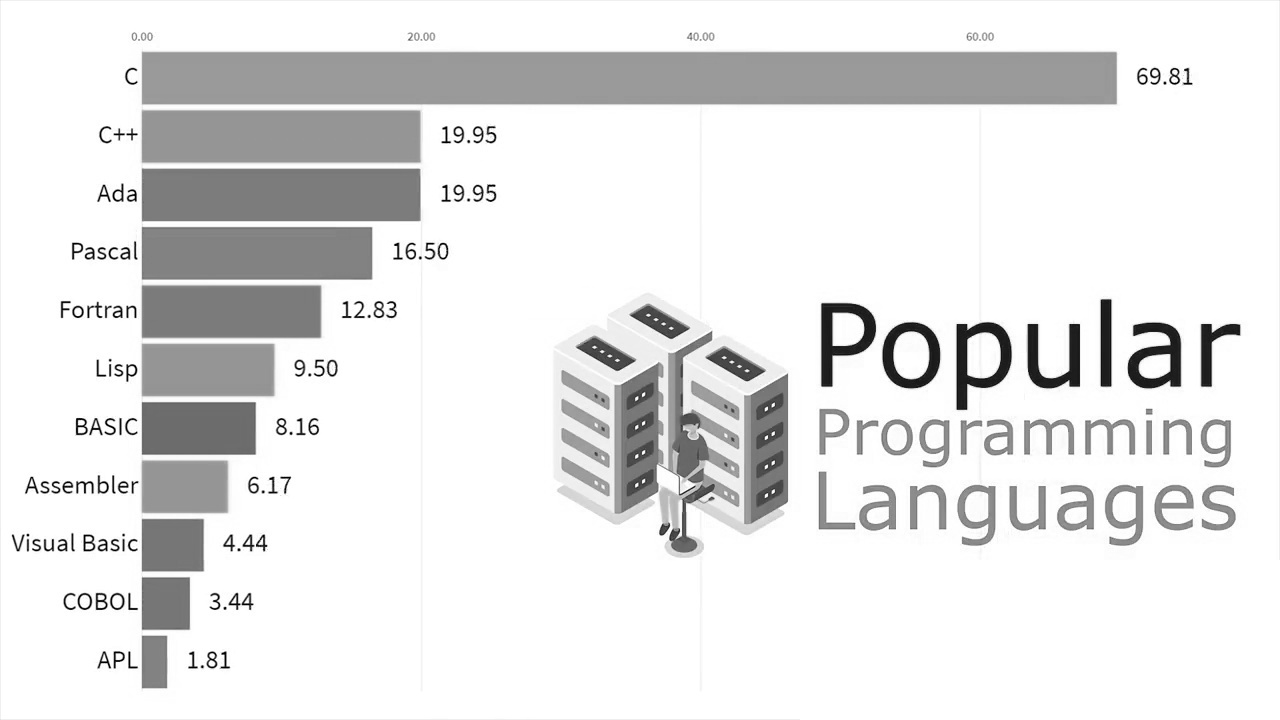 0.00 20.00 40.00 60.00
C 69.81
C++ 19.95
Ada 19.95
Pascal 16.50
Fortran 12.83
Lisp 9.50
BASIC 8.16
Assembler 6.17
Visual Basic 4.44
COBOL 3.44
APL 1.81
Popular
Programming
Languages